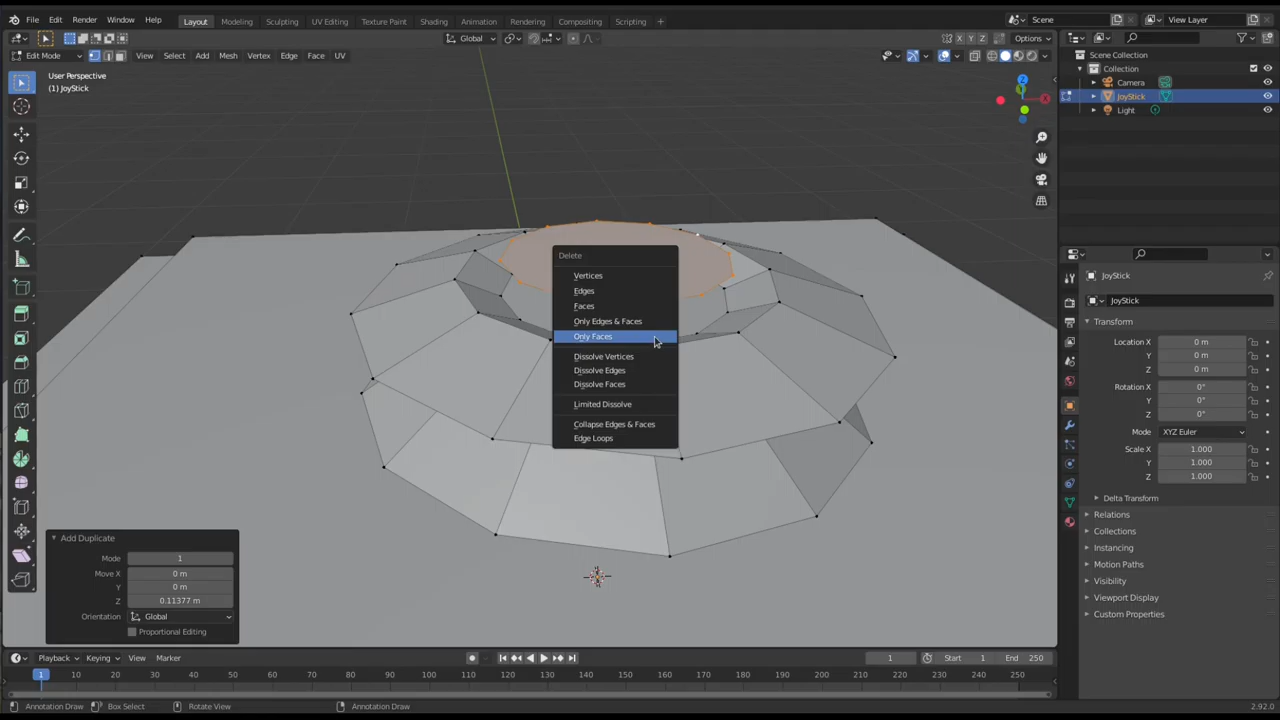 File Edit Render Window Help Layout Modeling Sculpting UV Editing Texture Paint Shading Animation Rendering Compositing Scripting + Scene View Layer
Global X Y Z Options
Edit Mode View Select Add Mesh Vertex Edge Face UV
User Perspective
(1) JoyStick
Scene Collection
Collection
Camera
JoyStick
Light
X
Z
Delete
Vertices
Edges
Faces
Only Edges & Faces
Only Faces
Dissolve Vertices
Dissolve Edges
Dissolve Faces
Limited Dissolve
Collapse Edges & Faces
Edge Loops
JoyStick
JoyStick
Transform
Location X 0 m
Y 0 m
Z 0 m
Rotation X 0°
Y 0°
Z 0°
Mode XYZ Euler
Scale X 1.000
Y 1.000
Z 1.000
Delta Transform
Relations
Collections
Instancing
Motion Paths
Visibility
Viewport Display
Custom Properties
Add Duplicate
Mode 1
Move X 0 m
Y 0 m
Z 0.11377 m
Orientation Global
Proportional Editing
Playback Keying View Marker 1 Start 1 End 250
1 10 20 30 40 50 60 70 80 90 100 110 120 130 140 150 160 170 180 190 200 210 220 230 240 250
Annotation Draw Box Select Rotate View Annotation Draw 2.92.0